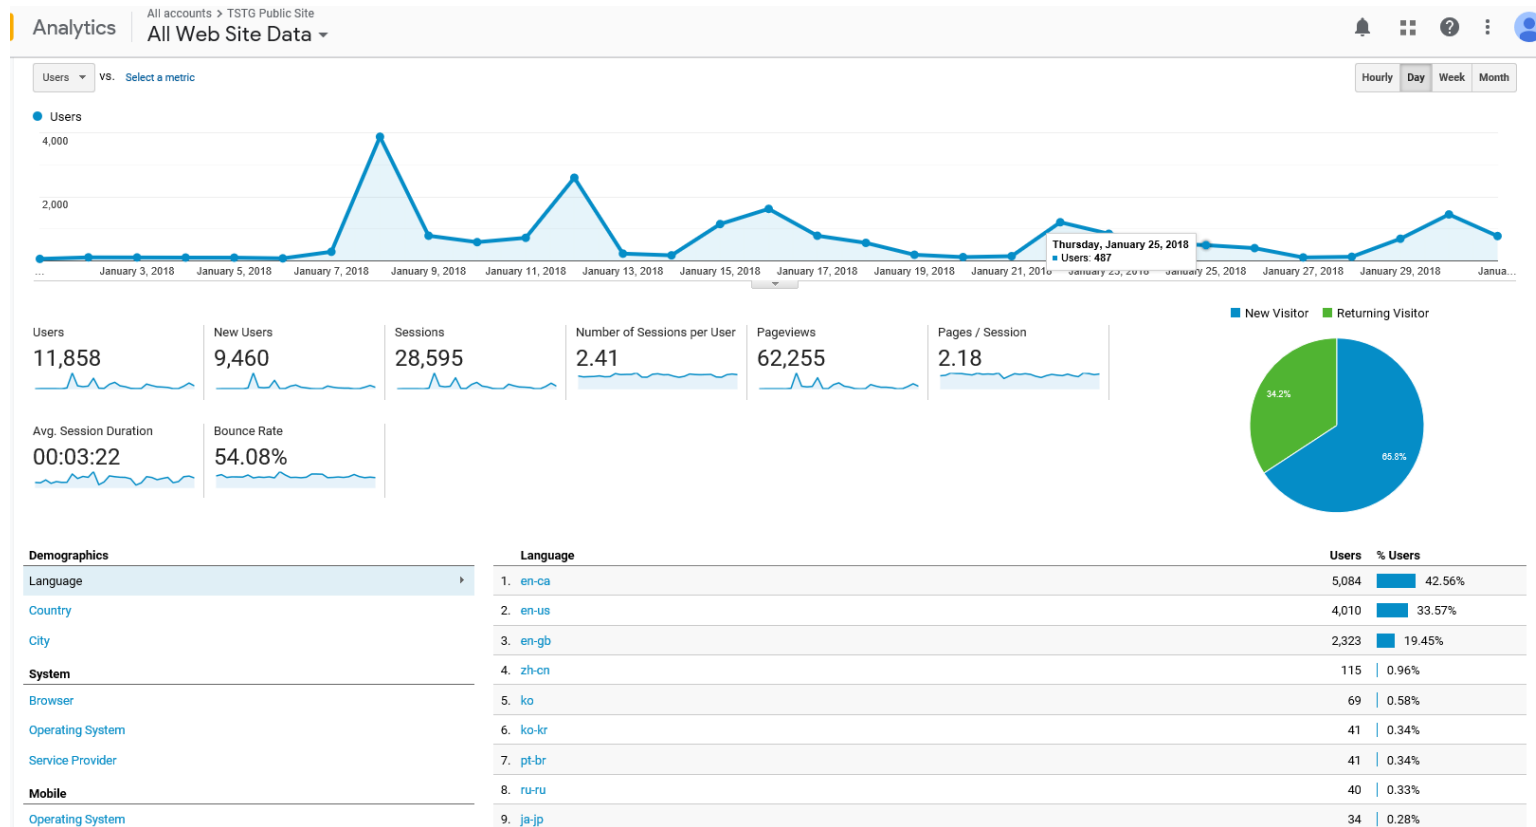 All accounts > TSTG Public Site
Analytics
All Web Site Data
Users vs. Select a metric
Hourly Day Week Month
Users
4,000
2,000
Thursday, January 25, 2018
Users: 487
... January 3, 2018 January 5, 2018 January 7, 2018 January 9, 2018 January 11, 2018 January 13, 2018 January 15, 2018 January 17, 2018 January 19, 2018 January 21, 2018 January 23, 2018 January 25, 2018 January 27, 2018 January 29, 2018 Janua...
New Visitor Returning Visitor
Users New Users Sessions Number of Sessions per User Pageviews Pages / Session
11,858 9,460 28,595 2.41 62,255 2.18
34.2%
65.8%
Avg. Session Duration Bounce Rate
00:03:22 54.08%
Demographics
Language
Country
City
System
Browser
Operating System
Service Provider
Mobile
Operating System
Language Users % Users
1. en-ca 5,084 42.56%
2. en-us 4,010 33.57%
3. en-gb 2,323 19.45%
4. zh-cn 115 0.96%
5. ko 69 0.58%
6. ko-kr 41 0.34%
7. pt-br 41 0.34%
8. ru-ru 40 0.33%
9. ja-jp 34 0.28%